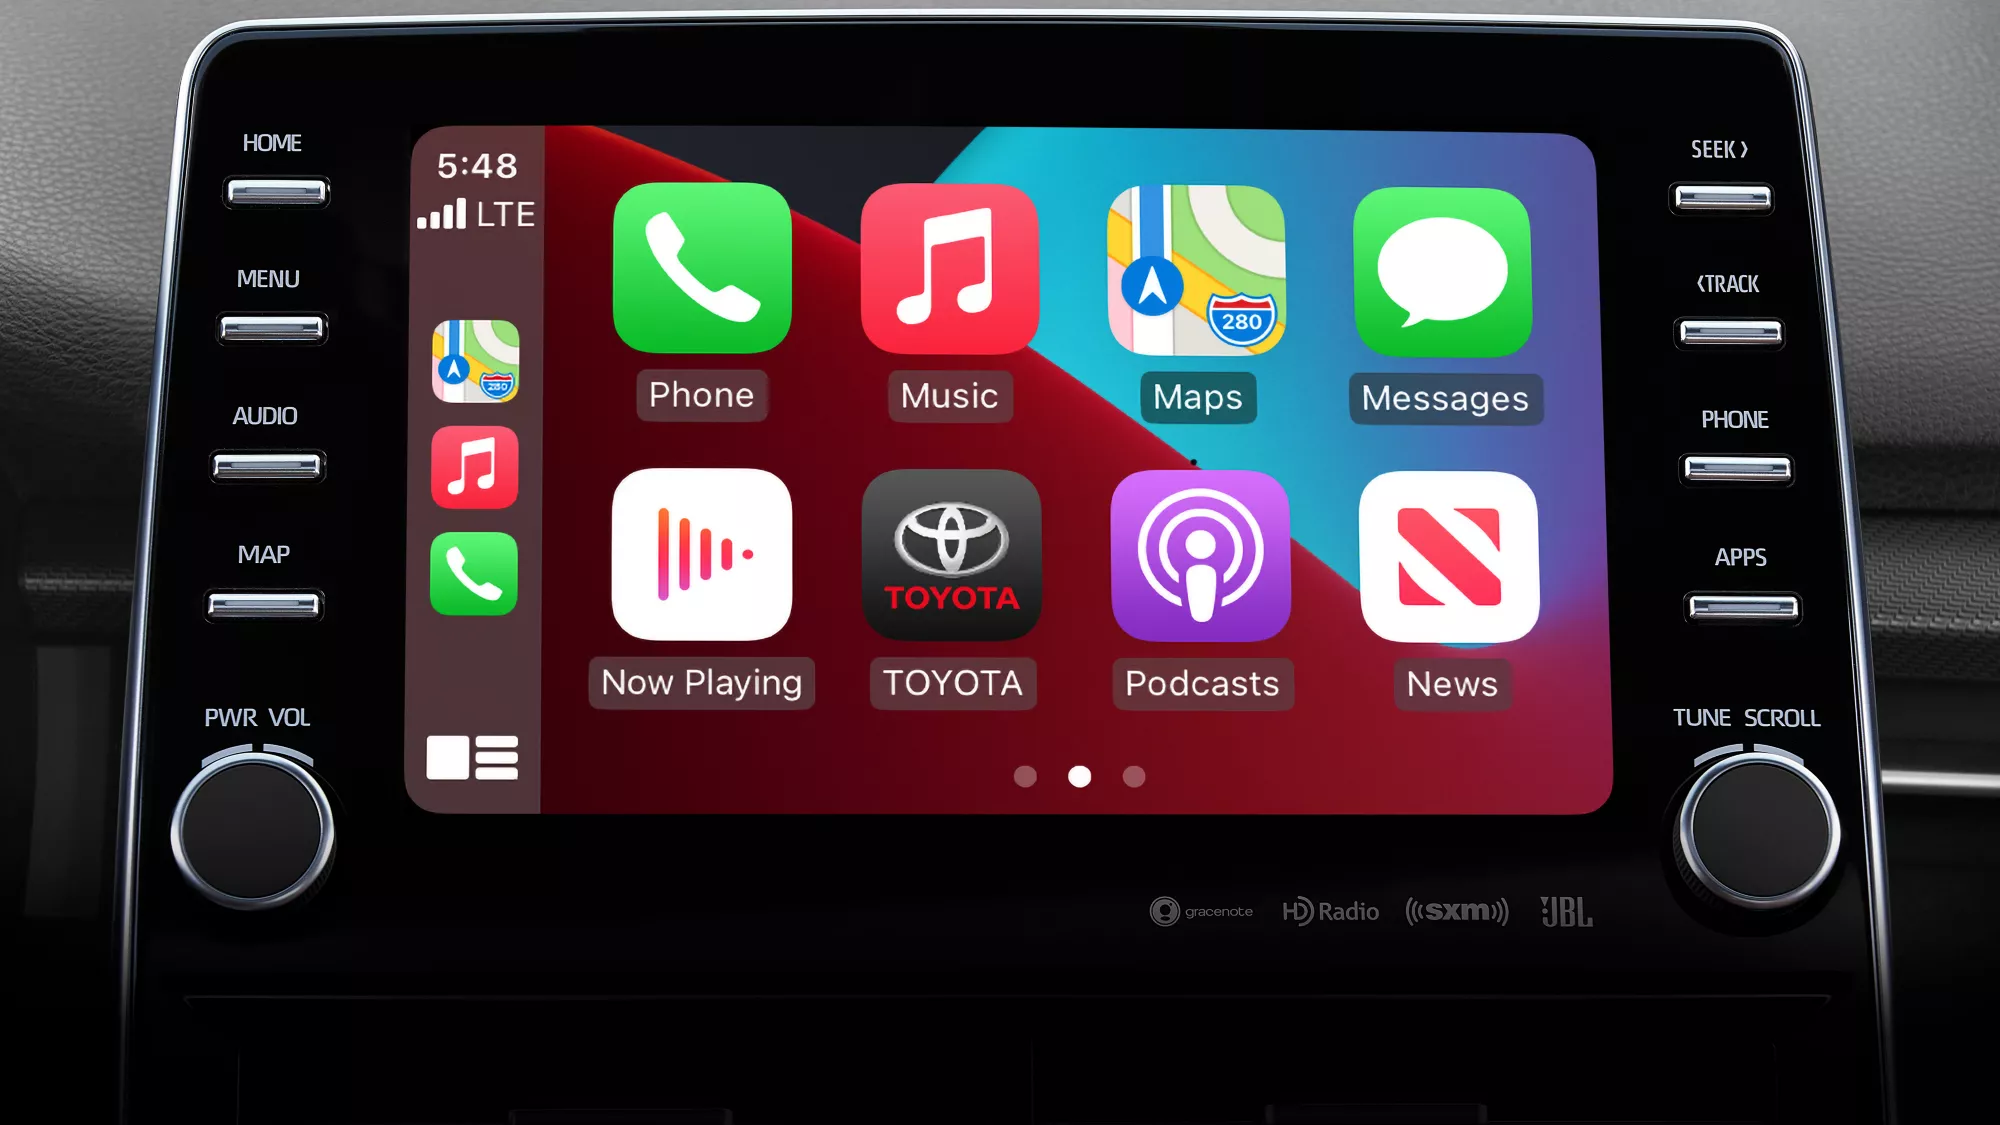 HOME
MENU
AUDIO
MAP
PWR VOL
5:48
LTE
280
Phone
Music
280
Maps
Messages
Now Playing
TOYOTA
TOYOTA
Podcasts
News
SEEK >
<TRACK
PHONE
APPS
TUNE SCROLL
gracenote
HD Radio
((sxm))
JBL